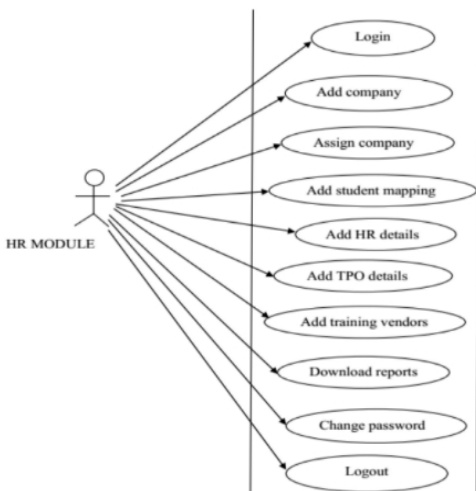 Login
Add company
Assign company
Add student mapping
HR MODULE
Add HR details
Add TPO details
Add training vendors
Download reports
Change password
Logout